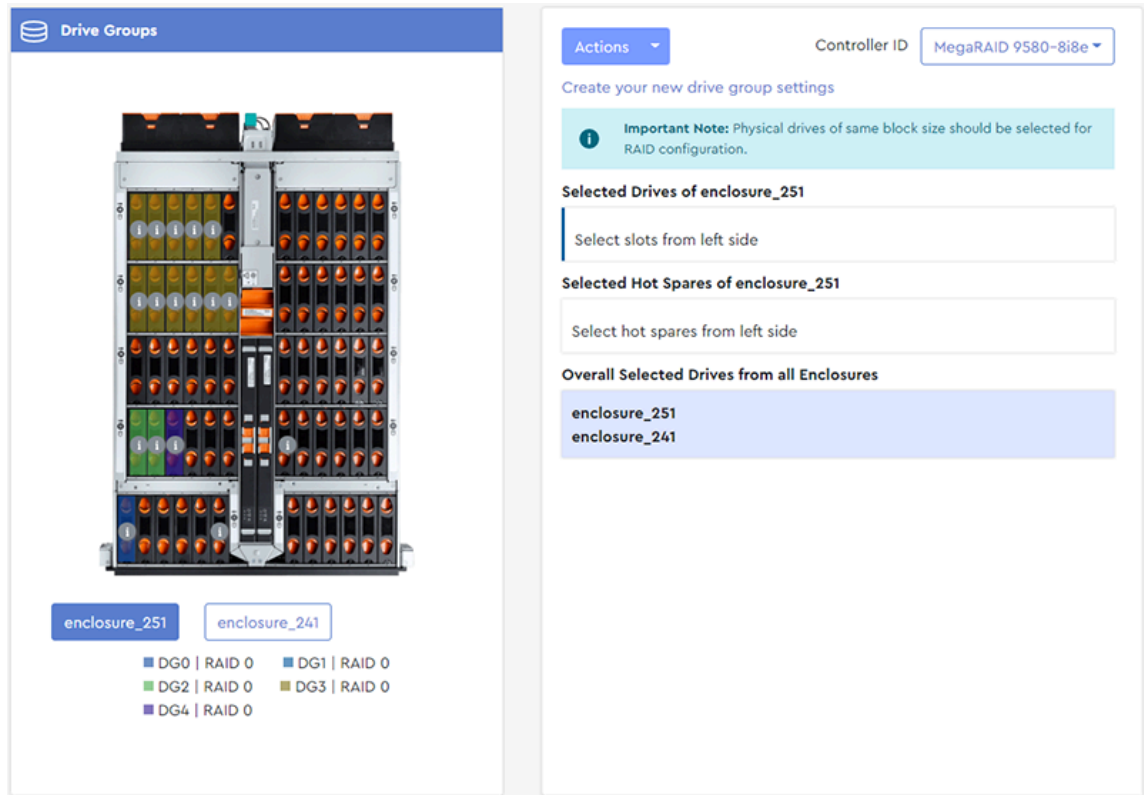 Drive Groups
Actions
Controller ID
MegaRAID 9580-8i8e
Create your new drive group settings
Important Note: Physical drives of same block size should be selected for
RAID configuration.
Selected Drives of enclosure_251
Select slots from left side
Selected Hot Spares of enclosure_251
Select hot spares from left side
Overall Selected Drives from all Enclosures
enclosure_251
enclosure_241
enclosure_251
enclosure_241
DG0 | RAID 0
DG1 | RAID 0
DG2 | RAID 0
DG3 | RAID 0
DG4 | RAID 0